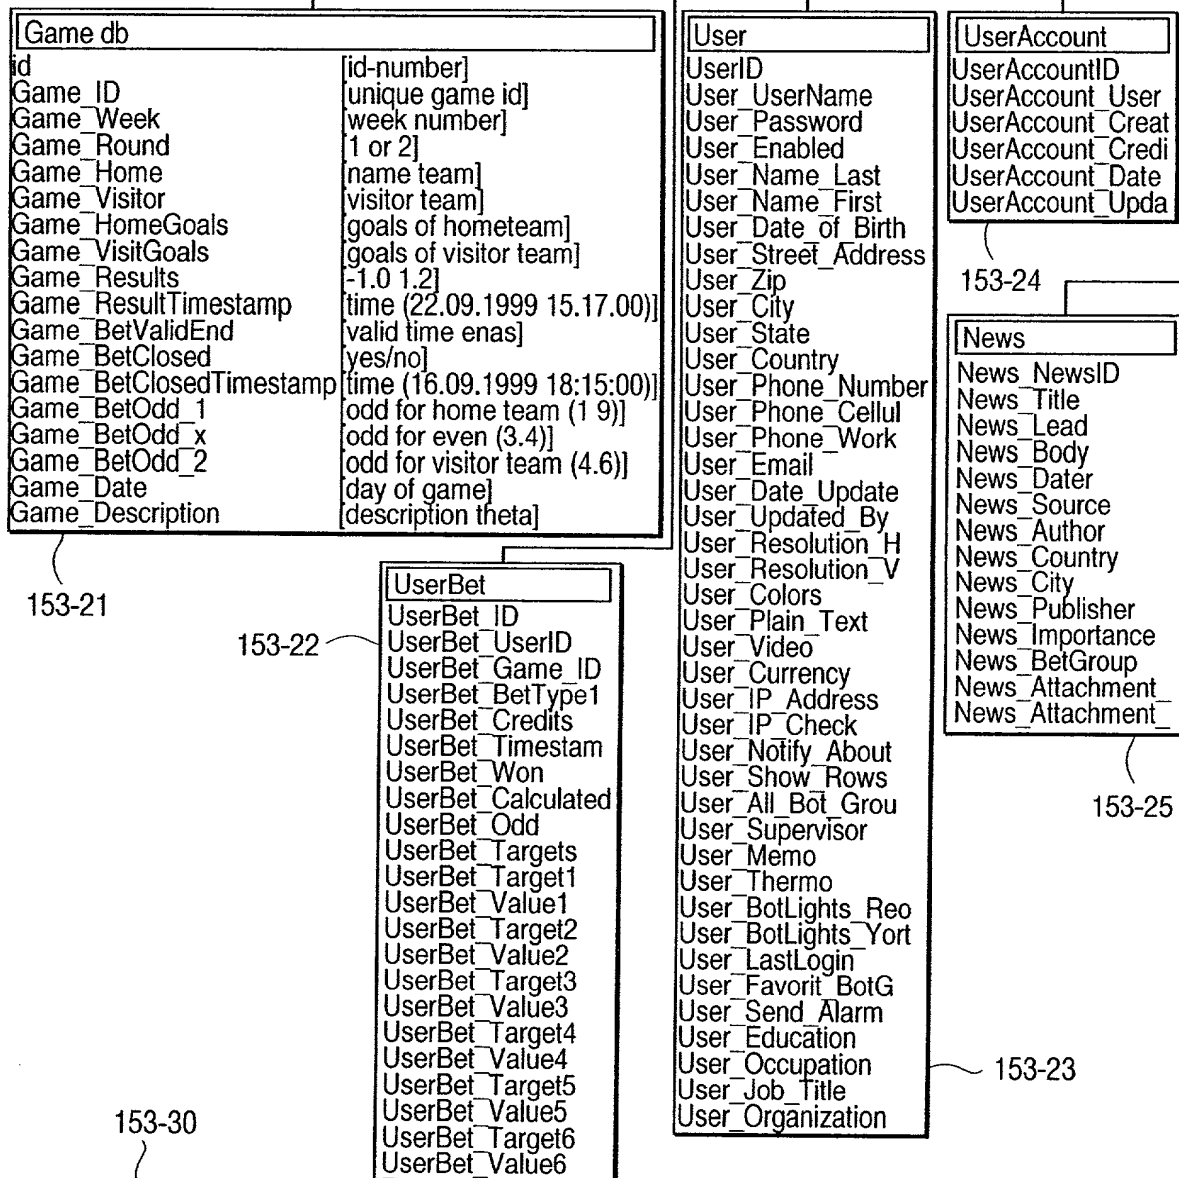 Game db
id [id-number]
Game_ID [unique game id]
Game_Week [week number]
Game_Round [1 or 2]
Game_Home [name team]
Game_Visitor [visitor team]
Game_HomeGoals [goals of hometeam]
Game_VisitGoals [goals of visitor team]
Game_Results [-1.0 1.2]
Game_ResultTimestamp [time (22.09.1999 15.17.00)]
Game_BetValidEnd [valid time enas]
Game_BetClosed [yes/no]
Game_BetClosedTimestamp [time (16.09.1999 18:15:00)]
Game_BetOdd_1 [odd for home team (1 9)]
Game_BetOdd_x [odd for even (3.4)]
Game_BetOdd_2 [odd for visitor team (4.6)]
Game_Date [day of game]
Game_Description [description theta]
153-21
UserBet
UserBet_ID
UserBet_UserID
UserBet_Game_ID
UserBet_BetType1
UserBet_Credits
UserBet_Timestam
UserBet_Won
UserBet_Calculated
UserBet_Odd
UserBet_Targets
UserBet_Target1
UserBet_Value1
UserBet_Target2
UserBet_Value2
UserBet_Target3
UserBet_Value3
UserBet_Target4
UserBet_Value4
UserBet_Target5
UserBet_Value5
UserBet_Target6
UserBet_Value6
153-22
153-30
User
UserID
User_UserName
User_Password
User_Enabled
User_Name_Last
User_Name_First
User_Date_of_Birth
User_Street_Address
User_Zip
User_City
User_State
User_Country
User_Phone_Number
User_Phone_Cellul
User_Phone_Work
User_Email
User_Date_Update
User_Updated_By
User_Resolution_H
User_Resolution_V
User_Colors
User_Plain_Text
User_Video
User_Currency
User_IP_Address
User_IP_Check
User_Notify_About
User_Show_Rows
User_All_Bot_Grou
User_Supervisor
User_Memo
User_Thermo
User_BotLights_Reo
User_BotLights_Yort
User_LastLogin
User_Favorit_BotG
User_Send_Alarm
User_Education
User_Occupation
User_Job_Title
User_Organization
153-23
UserAccount
UserAccountID
UserAccount_User
UserAccount_Creat
UserAccount_Credi
UserAccount_Date
UserAccount_Upda
153-24
News
News_NewsID
News_Title
News_Lead
News_Body
News_Dater
News_Source
News_Author
News_Country
News_City
News_Publisher
News_Importance
News_BetGroup
News_Attachment_
News_Attachment_
153-25